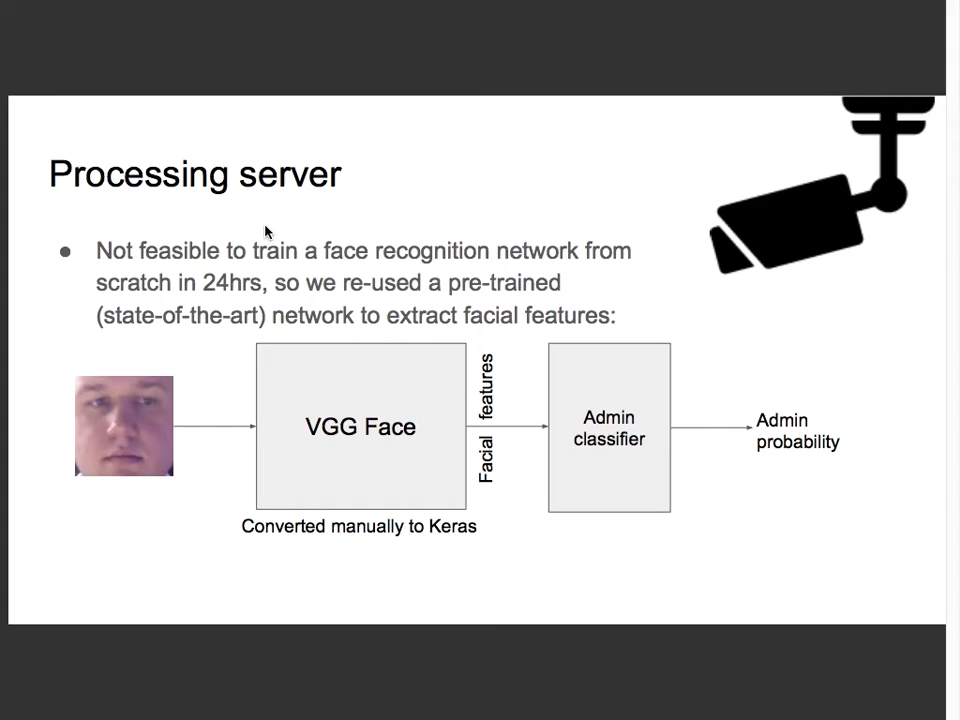 Processing server
● Not feasible to train a face recognition network from
scratch in 24hrs, so we re-used a pre-trained
(state-of-the-art) network to extract facial features:
VGG Face
Facial features
Admin
classifier
Admin
probability
Converted manually to Keras